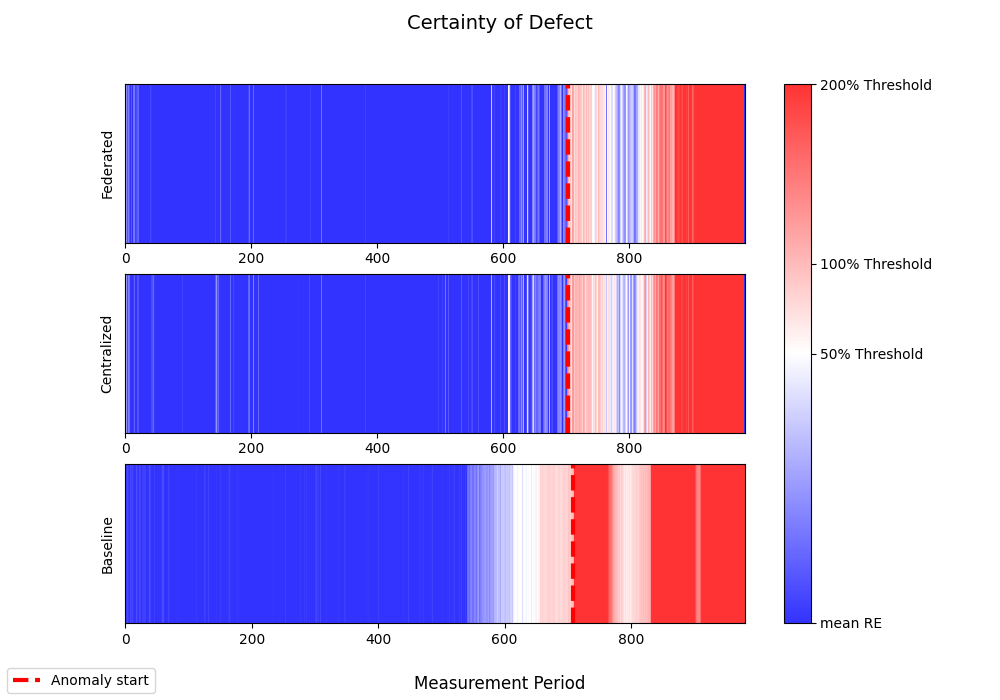 Certainty of Defect
Federated
0 200 400 600 800
Centralized
0 200 400 600 800
Baseline
0 200 400 600 800
200% Threshold
100% Threshold
50% Threshold
mean RE
Anomaly start
Measurement Period